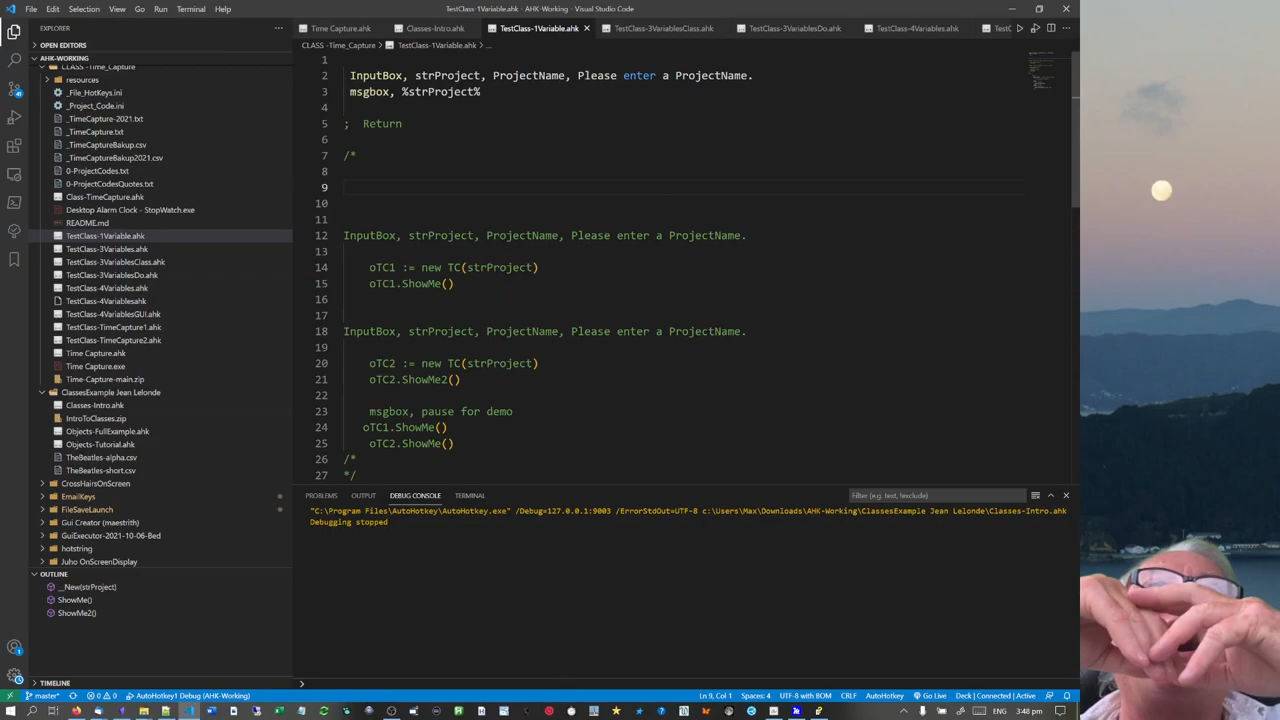 File Edit Selection View Go Run Terminal Help
TestClass-1Variable.ahk - AHK-Working - Visual Studio Code
EXPLORER
Time Capture.ahk Classes-Intro.ahk TestClass-1Variable.ahk TestClass-3VariablesClass.ahk TestClass-3VariablesDo.ahk TestClass-4Variables.ahk TestC
OPEN EDITORS
CLASS -Time_Capture > TestClass-1Variable.ahk > ...
AHK-WORKING
CLASS -Time_Capture
resources
_File_HotKeys.ini
_Project_Code.ini
_TimeCapture-2021.txt
_TimeCapture.txt
_TimeCaptureBakup.csv
_TimeCaptureBakup2021.csv
0-ProjectCodes.txt
0-ProjectCodesQuotes.txt
Class-TimeCapture.ahk
Desktop Alarm Clock - StopWatch.exe
README.md
TestClass-1Variable.ahk
TestClass-3Variables.ahk
TestClass-3VariablesClass.ahk
TestClass-3VariablesDo.ahk
TestClass-4Variables.ahk
TestClass-4Variablesahk
TestClass-4VariablesGUI.ahk
TestClass-TimeCapture1.ahk
TestClass-TimeCapture2.ahk
Time Capture.ahk
Time Capture.exe
Time-Capture-main.zip
ClassesExample Jean Lelonde
Classes-Intro.ahk
IntroToClasses.zip
Objects-FullExample.ahk
Objects-Tutorial.ahk
TheBeatles-alpha.csv
TheBeatles-short.csv
CrossHairsOnScreen
EmailKeys
FileSaveLaunch
Gui Creator (maestrith)
GuiExecutor-2021-10-06-Bed
hotstring
Juho OnScreenDisplay
OUTLINE
__New(strProject)
ShowMe()
ShowMe2()
TIMELINE
1
2 InputBox, strProject, ProjectName, Please enter a ProjectName.
3 msgbox, %strProject%
4
5 ; Return
6
7 /*
8
9
10
11
12 InputBox, strProject, ProjectName, Please enter a ProjectName.
13
14 oTC1 := new TC(strProject)
15 oTC1.ShowMe()
16
17
18 InputBox, strProject, ProjectName, Please enter a ProjectName.
19
20 oTC2 := new TC(strProject)
21 oTC2.ShowMe2()
22
23 msgbox, pause for demo
24 oTC1.ShowMe()
25 oTC2.ShowMe()
26 /*
27 */
PROBLEMS OUTPUT DEBUG CONSOLE TERMINAL
Filter (e.g. text, !exclude)
"C:\Program Files\AutoHotkey\AutoHotkey.exe" /Debug=127.0.0.1:9003 /ErrorStdOut=UTF-8 c:\Users\Max\Downloads\AHK-Working\ClassesExample Jean Lelonde\Classes-Intro.ahk
Debugging stopped
master* 0 0 AutoHotkey1 Debug (AHK-Working)
Ln 9, Col 1 Spaces: 4 UTF-8 with BOM CRLF AutoHotkey Go Live Deck | Connected | Active
ENG 3:48 pm